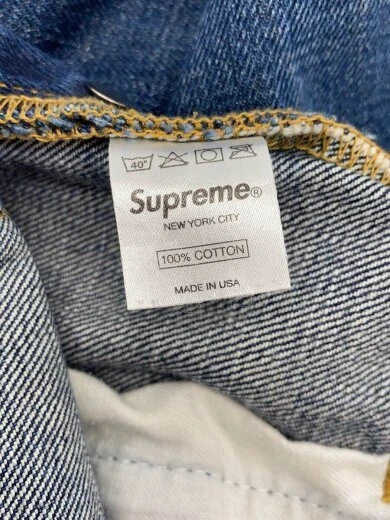 40°
Supreme®
NEW YORK CITY
100% COTTON
MADE IN USA